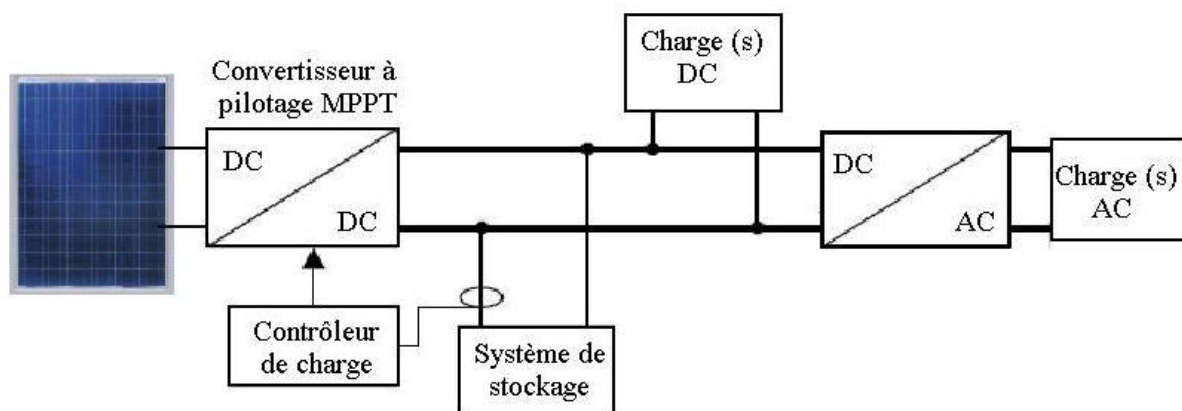 Convertisseur à
pilotage MPPT
DC
DC
Contrôleur
de charge
Système de
stockage
Charge (s)
DC
DC
AC
Charge (s)
AC